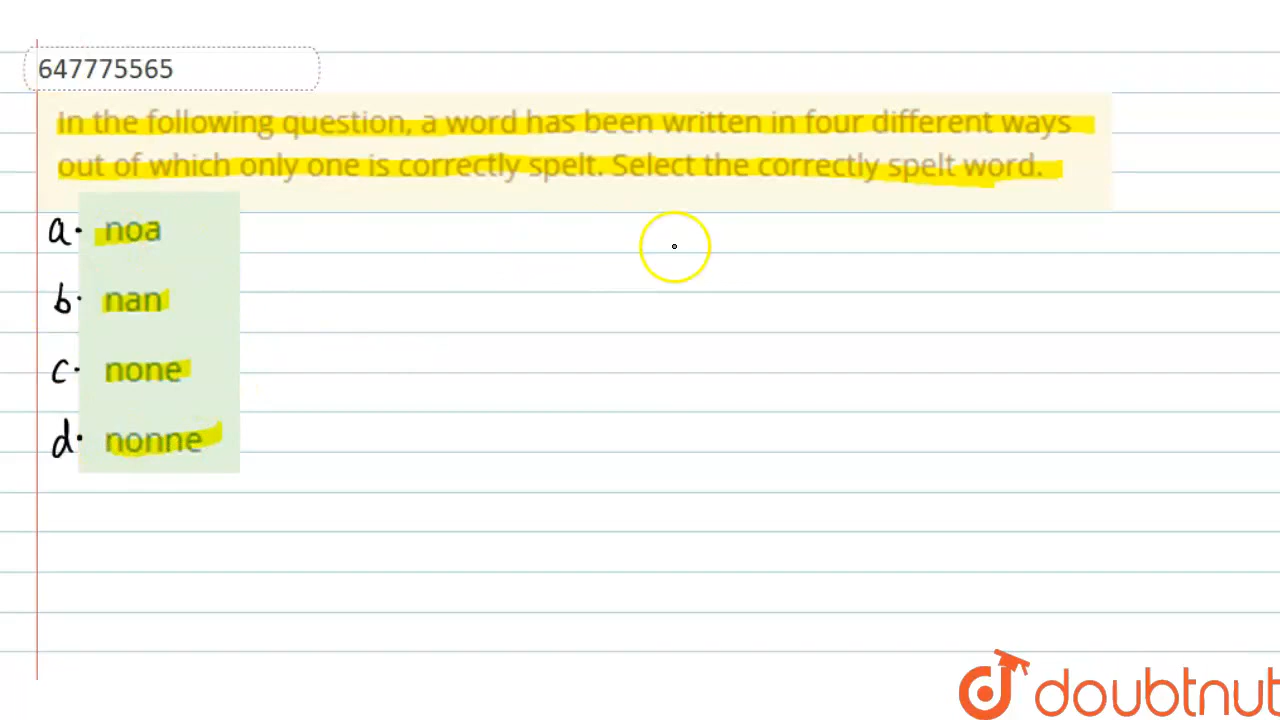 647775565
In the following question, a word has been written in four different ways
out of which only one is correctly spelt. Select the correctly spelt word.
a. noa
b. nan
c. none
d. nonne
doubtnut